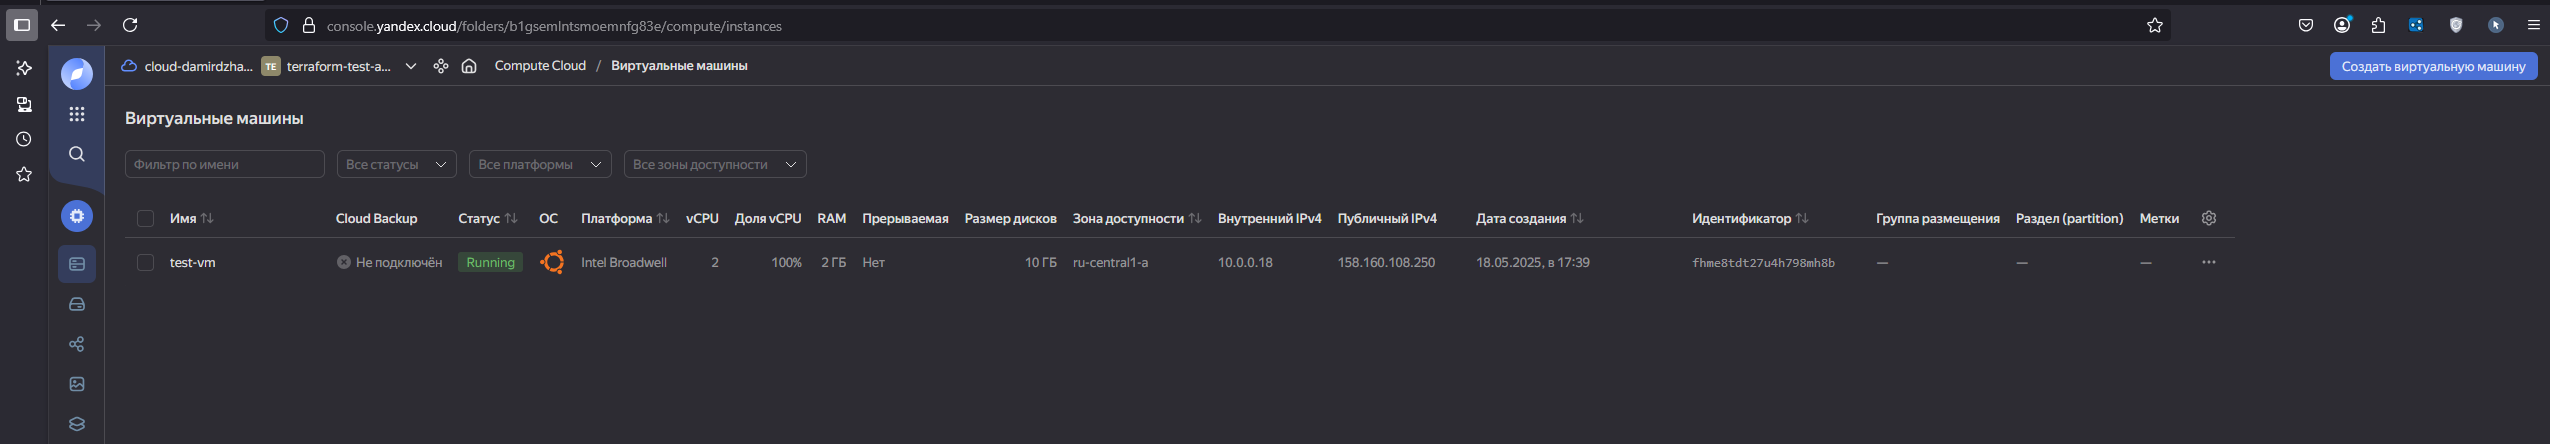 console.yandex.cloud/folders/b1gsemlntsmoemnfg83e/compute/instances
cloud-damirdzha... TE terraform-test-a... Compute Cloud / Виртуальные машины Создать виртуальную машину
Виртуальные машины
Фильтр по имени Все статусы Все платформы Все зоны доступности
Имя Cloud Backup Статус ОС Платформа vCPU Доля vCPU RAM Прерываемая Размер дисков Зона доступности Внутренний IPv4 Публичный IPv4 Дата создания Идентификатор Группа размещения Раздел (partition) Метки
test-vm Не подключён Running Intel Broadwell 2 100% 2 ГБ Нет 10 ГБ ru-central1-a 10.0.0.18 158.160.108.250 18.05.2025, в 17:39 fhme8tdt27u4h798mh8b — — —